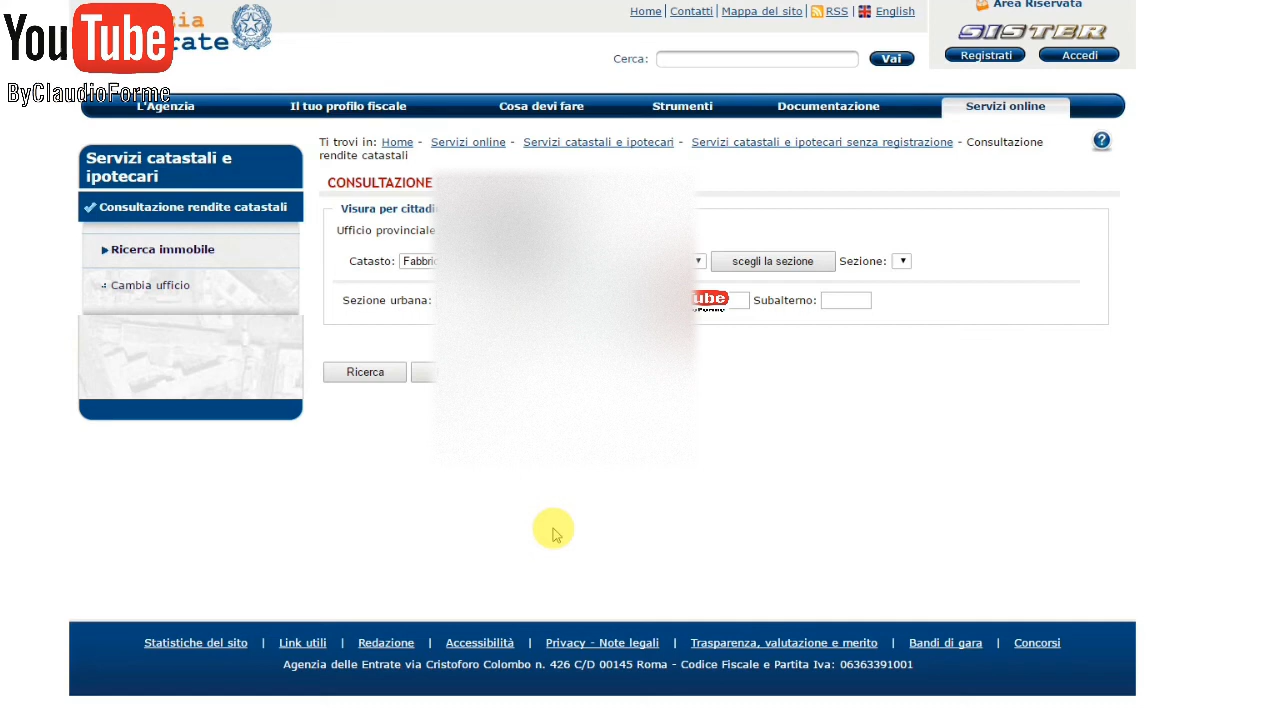 YouTube
ByClaudioForme
Home | Contatti | Mappa del sito | RSS | English
Area Riservata
SISTER
Registrati Accedi
Cerca: Vai
L'Agenzia Il tuo profilo fiscale Cosa devi fare Strumenti Documentazione Servizi online
Servizi catastali e
ipotecari
Consultazione rendite catastali
Ricerca immobile
Cambia ufficio
Ti trovi in: Home - Servizi online - Servizi catastali e ipotecari - Servizi catastali e ipotecari senza registrazione - Consultazione
rendite catastali
CONSULTAZIONE
Visura per
Ufficio provinciale
Catasto: scegli la sezione Sezione:
Sezione urbana: Subalterno:
Ricerca
Statistiche del sito | Link utili | Redazione | Accessibilità | Privacy - Note legali | Trasparenza, valutazione e merito | Bandi di gara | Concorsi
Agenzia delle Entrate via Cristoforo Colombo n. 426 C/D 00145 Roma - Codice Fiscale e Partita Iva: 06363391001